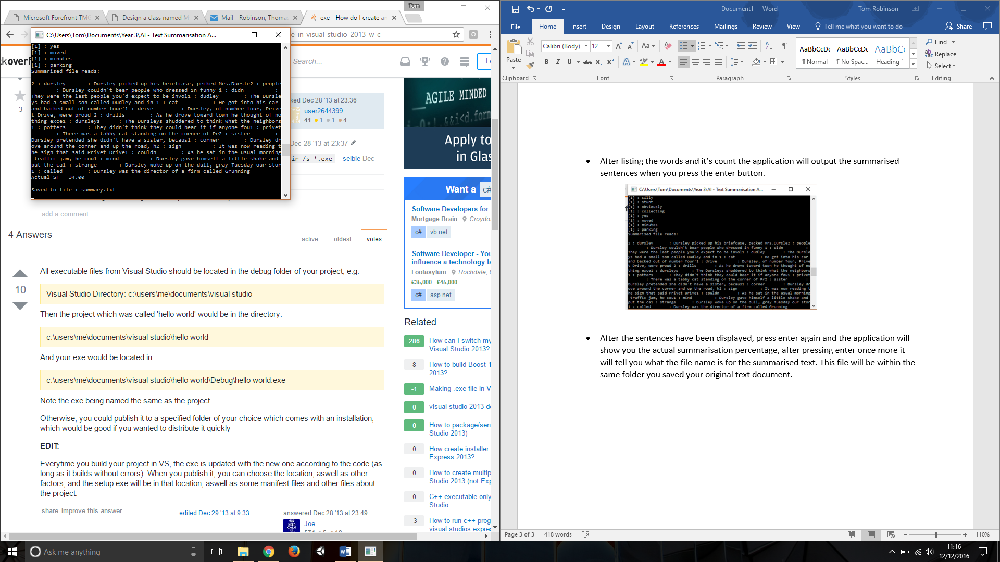 Tom
Microsoft Forefront TM
Design a class named M
Mail - Robinson, Thoma
exe - How do I create an
C:\Users\Tom\Documents\Year 3\AI - Text Summarisation A...
e-in-visual-studio-2013-w-c
[1] : yes
[1] : moved
[1] : minutes
[1] : parking
Summarised file reads:
2 : dursley : Dursley picked up his briefcase, pecked Mrs.Dursle2 : people
: Dursley couldn't bear people who dressed in funny 1 : didn :
They were the last people you'd expect to be invol1 : dudley : The Dursle
ys had a small son called Dudley and in 1 : cat : He got into his car
and backed out of number four'1 : drive : Dursley, of number four, Prive
t Drive, were proud 2 : drills : As he drove toward town he thought of no
thing exce1 : dursleys : The Dursleys shuddered to think what the neighbors
1 : potters : They didn't think they could bear it if anyone fou1 : privet
: There was a tabby cat standing on the corner of Pr2 : sister :
Dursley pretended she didn't have a sister, becaus1 : corner : Dursley dr
ove around the corner and up the road, h2 : sign : It was now reading t
he sign that said Privet Drive1 : couldn : As he sat in the usual morning
traffic jam, he cou1 : mind : Dursley gave himself a little shake and
put the ca1 : strange : Dursley woke up on the dull, gray Tuesday our stor
1 : called : Dursley was the director of a firm called Grunning
Actual SF = 34.00
Saved to file : summary.txt
ck overf
Search...
3
ked Dec 28 '13 at 23:36
user2644399
41 1 1 4
Dec 28 '13 at 23:37
ir /s *.exe – selbie Dec
add a comment
4 Answers
active oldest votes
10
All executable files from Visual Studio should be located in the debug folder of your project, e.g:
Visual Studio Directory: c:\users\me\documents\visual studio
Then the project which was called 'hello world' would be in the directory:
c:\users\me\documents\visual studio\hello world
And your exe would be located in:
c:\users\me\documents\visual studio\hello world\Debug\hello world.exe
Note the exe being named the same as the project.
Otherwise, you could publish it to a specified folder of your choice which comes with an installation,
which would be good if you wanted to distribute it quickly
EDIT:
Everytime you build your project in VS, the exe is updated with the new one according to the code (as
long as it builds without errors). When you publish it, you can choose the location, aswell as other
factors, and the setup exe will be in that location, aswell as some manifest files and other files about
the project.
share improve this answer
edited Dec 29 '13 at 9:33
answered Dec 28 '13 at 23:49
KEEP
CALM
Joe
AGILE MINDED
&&i<d.form
Apply to
in Glas
Want a c#
Software Developers for
Mortgage Brain Croydo
c# vb.net
Software Developer - You
influence a technology la
Footasylum Rochdale, U
£35,000 - £45,000
c# asp.net
Related
286 How can I switch my
Visual Studio 2013?
8 How to build Boost 1
2013?
-1 Making .exe file in V
0 visual studio 2013 de
0 How to package/sen
Studio 2013)
0 How create installer
Express 2013?
0 How to create multip
Studio 2013 (not Exp
0 C++ executable only
Studio
-3 How to run c++ prog
visual studios expre
Document1 - Word
Tom Robinson
File Home Insert Design Layout References Mailings Review View Tell me what you want to do Share
Paste
Clipboard
Calibri (Body) 12
Font
Paragraph
AaBbCcDc AaBbCcDc AaBbCc
¶ Normal ¶ No Spac... Heading 1
Styles
Find
Replace
Select
Editing
• After listing the words and it's count the application will output the summarised
sentences when you press the enter button.
C:\Users\Tom\Documents\Year 3\AI - Text Summarisation A...
[1] : silly
[1] : stunt
[1] : obviously
[1] : collecting
[1] : yes
[1] : moved
[1] : minutes
[1] : parking
Summarised file reads:
2 : dursley : Dursley picked up his briefcase, pecked Mrs.Dursle2 : people
: Dursley couldn't bear people who dressed in funny 1 : didn :
They were the last people you'd expect to be invol1 : dudley : The Dursle
ys had a small son called Dudley and in 1 : cat : He got into his car
and backed out of number four'1 : drive : Dursley, of number four, Prive
t Drive, were proud 2 : drills : As he drove toward town he thought of no
thing exce1 : dursleys : The Dursleys shuddered to think what the neighbors
1 : potters : They didn't think they could bear it if anyone fou1 : privet
: There was a tabby cat standing on the corner of Pr2 : sister :
Dursley pretended she didn't have a sister, becaus1 : corner : Dursley dr
ove around the corner and up the road, h2 : sign : It was now reading t
he sign that said Privet Drive1 : couldn : As he sat in the usual morning
traffic jam, he cou1 : mind : Dursley gave himself a little shake and
put the ca1 : strange : Dursley woke up on the dull, gray Tuesday our stor
1 : called : Dursley was the director of a firm called Grunning
• After the sentences have been displayed, press enter again and the application will
show you the actual summarisation percentage, after pressing enter once more it
will tell you what the file name is for the summarised text. This file will be within the
same folder you saved your original text document.
Page 3 of 3 418 words
110%
Ask me anything
11:16
12/12/2016